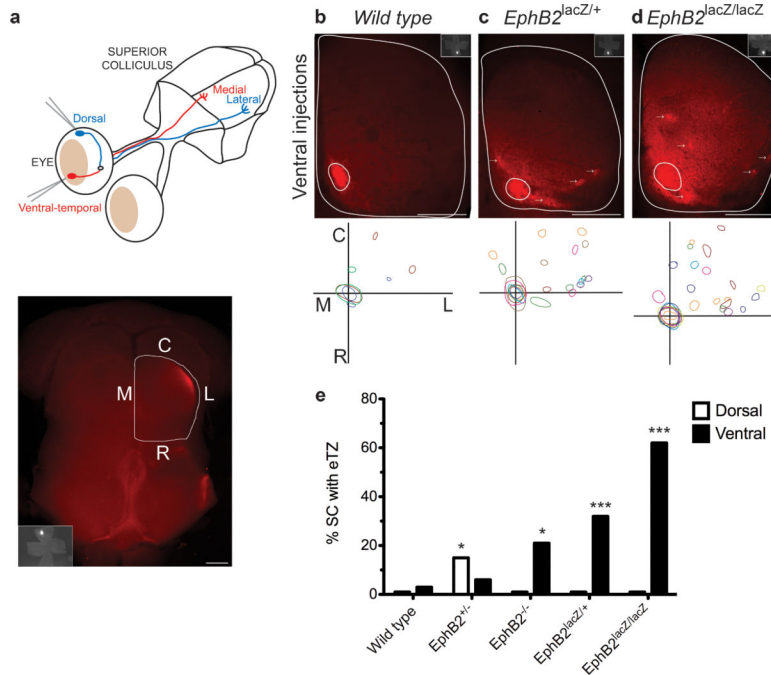 a
SUPERIOR
COLLICULUS
Medial
Lateral
Dorsal
EYE
Ventral-temporal
C
M
L
R
b Wild type
c EphB2lacZ/+
d EphB2lacZ/lacZ
Ventral injections
C
M
L
R
e
% SC with eTZ
80
60
40
20
0
*
*
***
***
Dorsal
Ventral
Wild type
EphB2+/-
EphB2-/-
EphB2lacZ/+
EphB2lacZ/lacZ